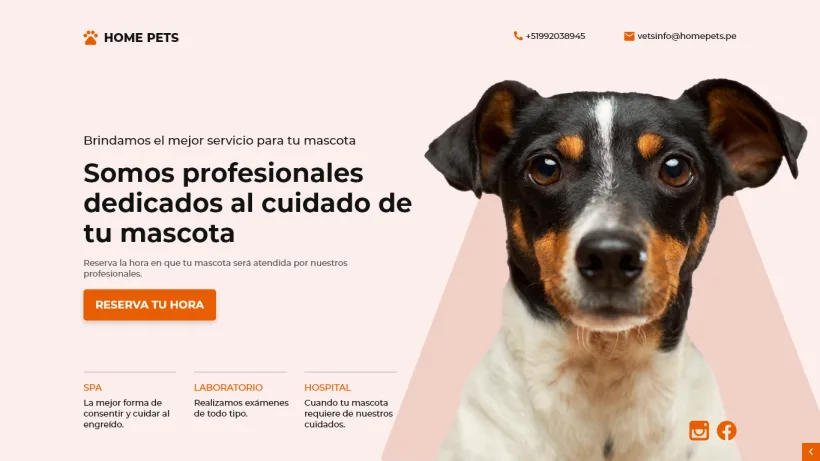 HOME PETS
+51992038945
vetsinfo@homepets.pe
Brindamos el mejor servicio para tu mascota
Somos profesionales
dedicados al cuidado de
tu mascota
Reserva la hora en que tu mascota será atendida por nuestros
profesionales.
RESERVA TU HORA
SPA
La mejor forma de
consentir y cuidar al
engreído.
LABORATORIO
Realizamos exámenes
de todo tipo.
HOSPITAL
Cuando tu mascota
requiere de nuestros
cuidados.